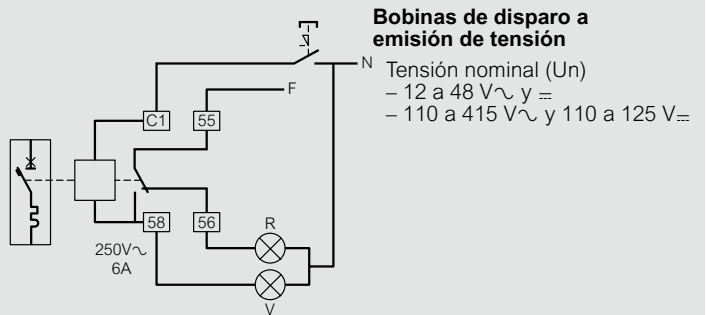 Bobinas de disparo a
emisión de tensión
Tensión nominal (Un)
– 12 a 48 V∿ y ⎓
– 110 a 415 V∿ y 110 a 125 V⎓
N
F
C1
55
58
56
R
250V∿
6A
V